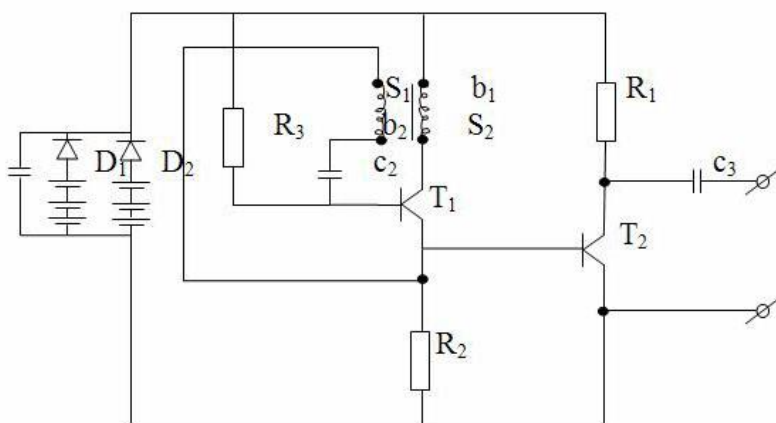 S₁ b₁ R₁
R₃ b₂ S₂
D₁ D₂ c₂ c₃
T₁
T₂
R₂